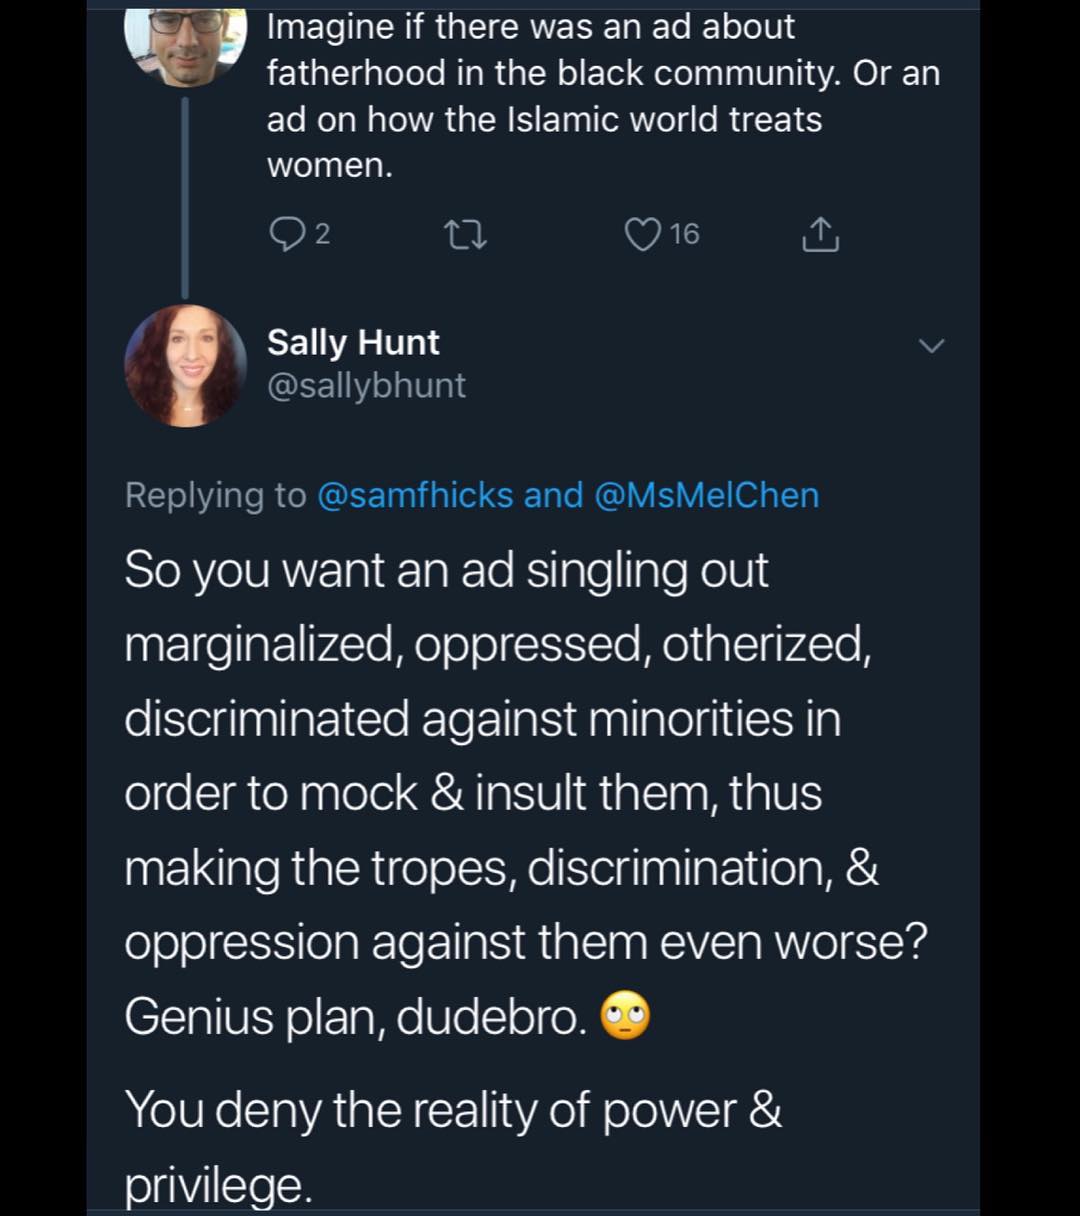 Imagine if there was an ad about
fatherhood in the black community. Or an
ad on how the Islamic world treats
women.
2 16
Sally Hunt
@sallybhunt
Replying to @samfhicks and @MsMelChen
So you want an ad singling out
marginalized, oppressed, otherized,
discriminated against minorities in
order to mock & insult them, thus
making the tropes, discrimination, &
oppression against them even worse?
Genius plan, dudebro. 🙄
You deny the reality of power &
privilege.